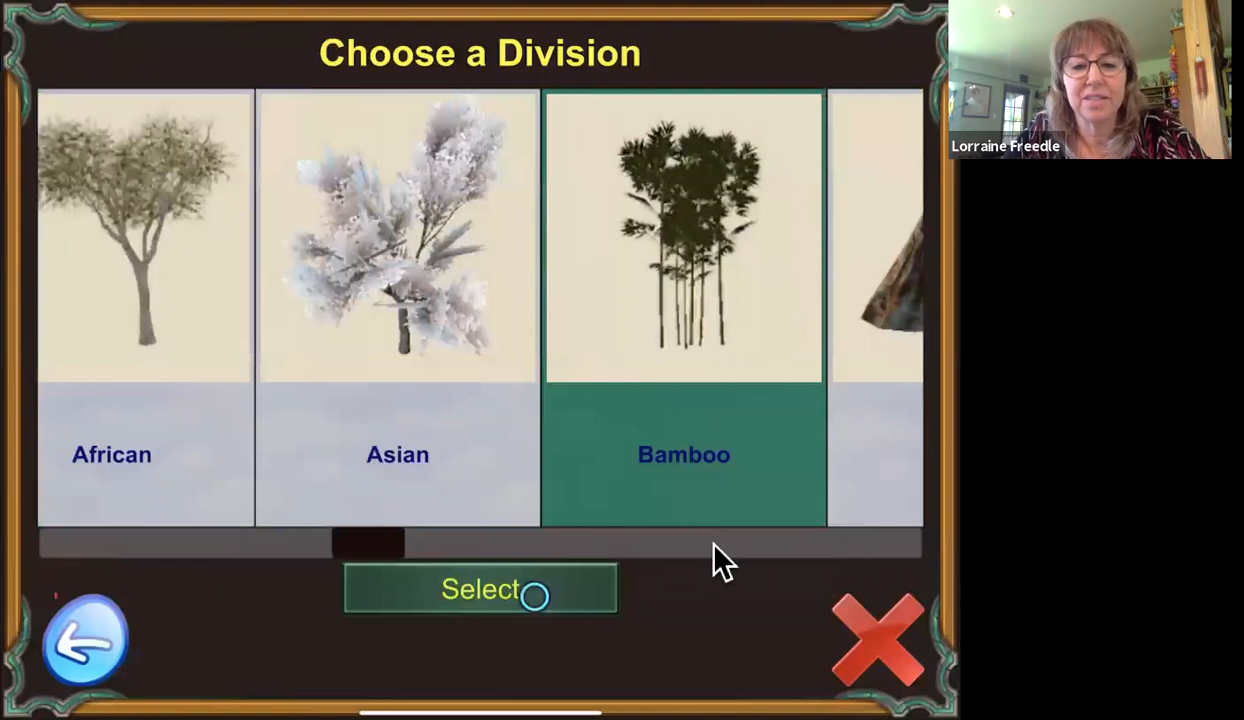 Choose a Division
Lorraine Freedle
African
Asian
Bamboo
Select